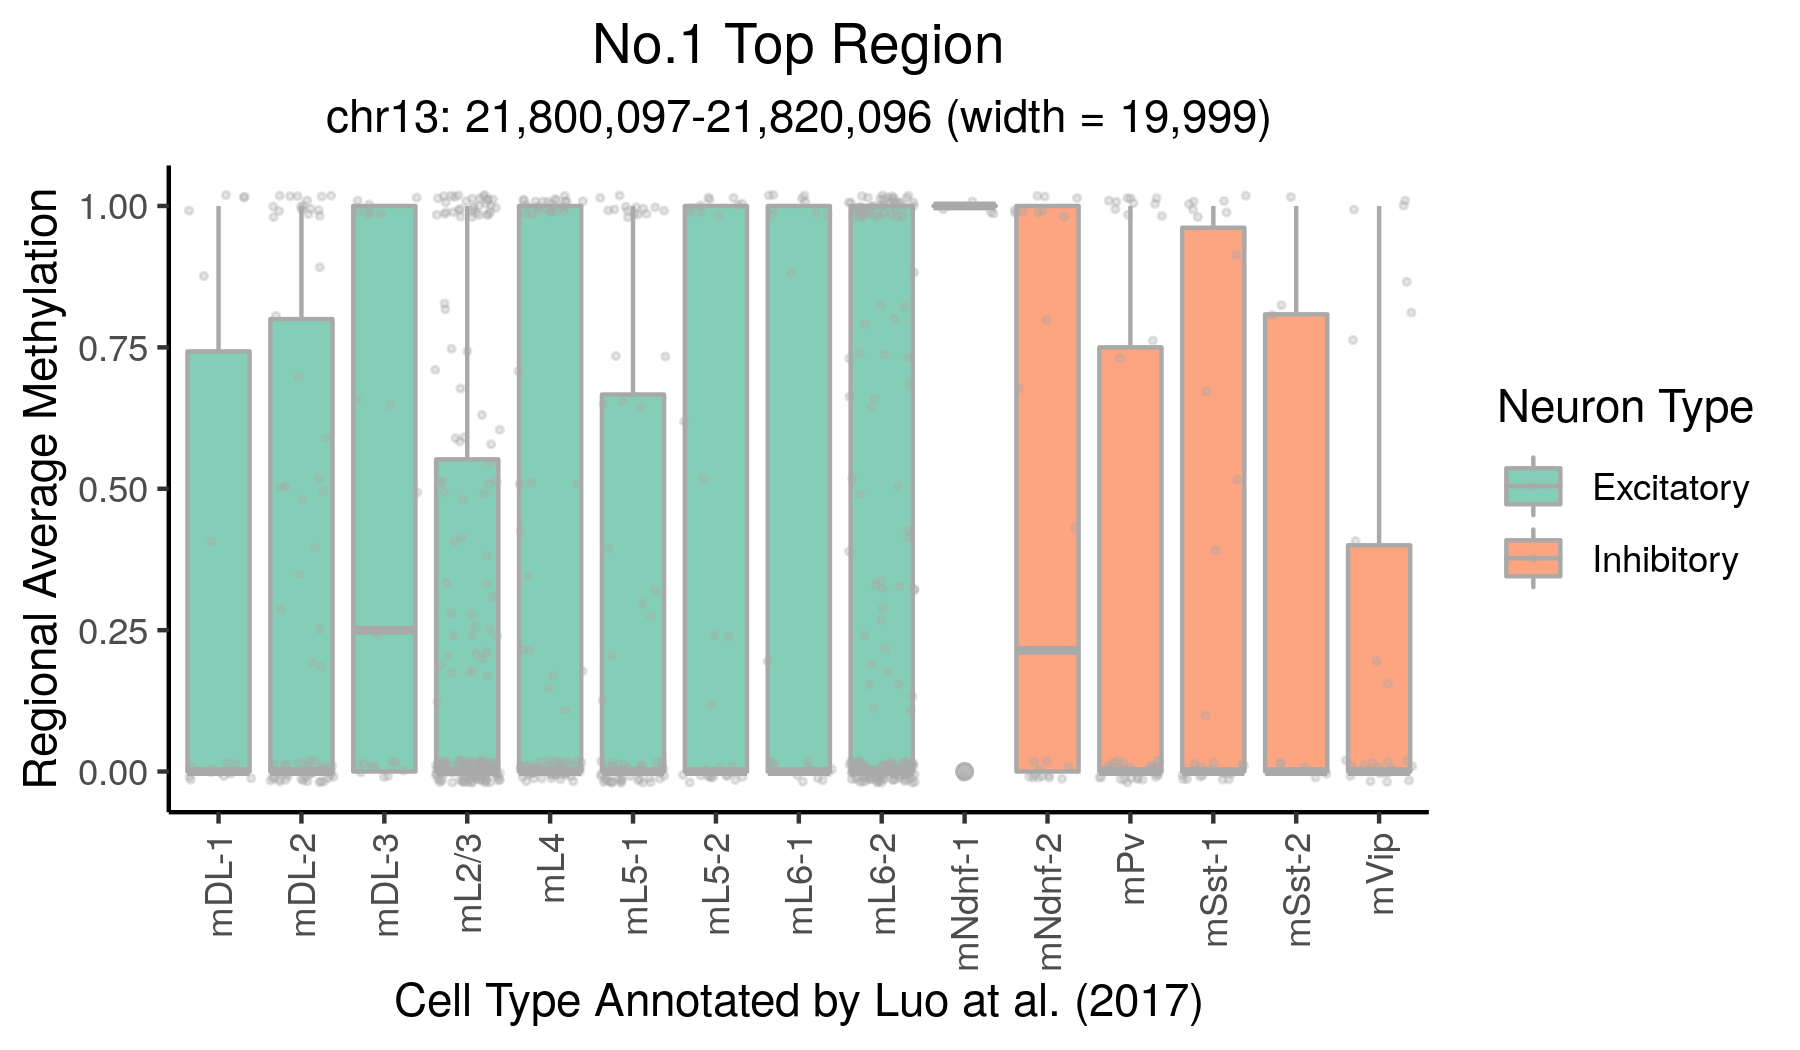 No.1 Top Region
chr13: 21,800,097-21,820,096 (width = 19,999)
Regional Average Methylation
1.00
0.75
0.50
0.25
0.00
mDL-1
mDL-2
mDL-3
mL2/3
mL4
mL5-1
mL5-2
mL6-1
mL6-2
mNdnf-1
mNdnf-2
mPv
mSst-1
mSst-2
mVip
Cell Type Annotated by Luo at al. (2017)
Neuron Type
Excitatory
Inhibitory